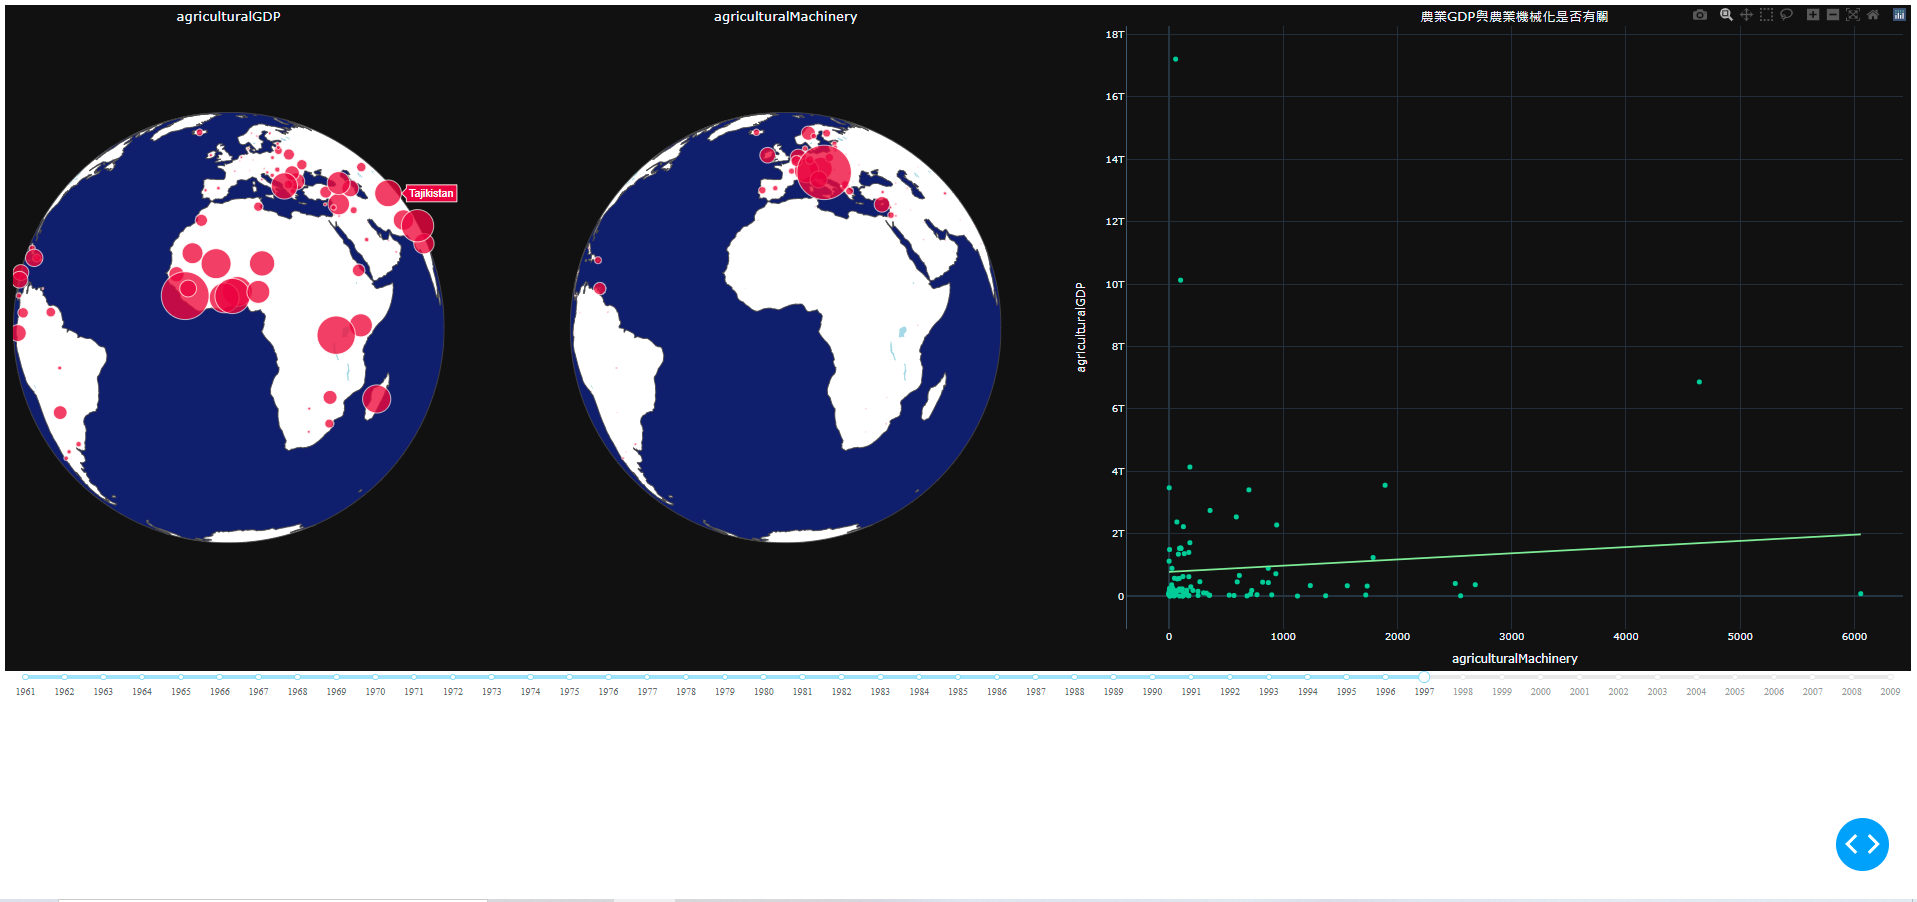 agriculturalGDP
agriculturalMachinery
農業GDP與農業機械化是否有關
Tajikistan
18T
16T
14T
12T
10T
8T
6T
4T
2T
0
agriculturalGDP
0 1000 2000 3000 4000 5000 6000
agriculturalMachinery
1961 1962 1963 1964 1965 1966 1967 1968 1969 1970 1971 1972 1973 1974 1975 1976 1977 1978 1979 1980 1981 1982 1983 1984 1985 1986 1987 1988 1989 1990 1991 1992 1993 1994 1995 1996 1997 1998 1999 2000 2001 2002 2003 2004 2005 2006 2007 2008 2009